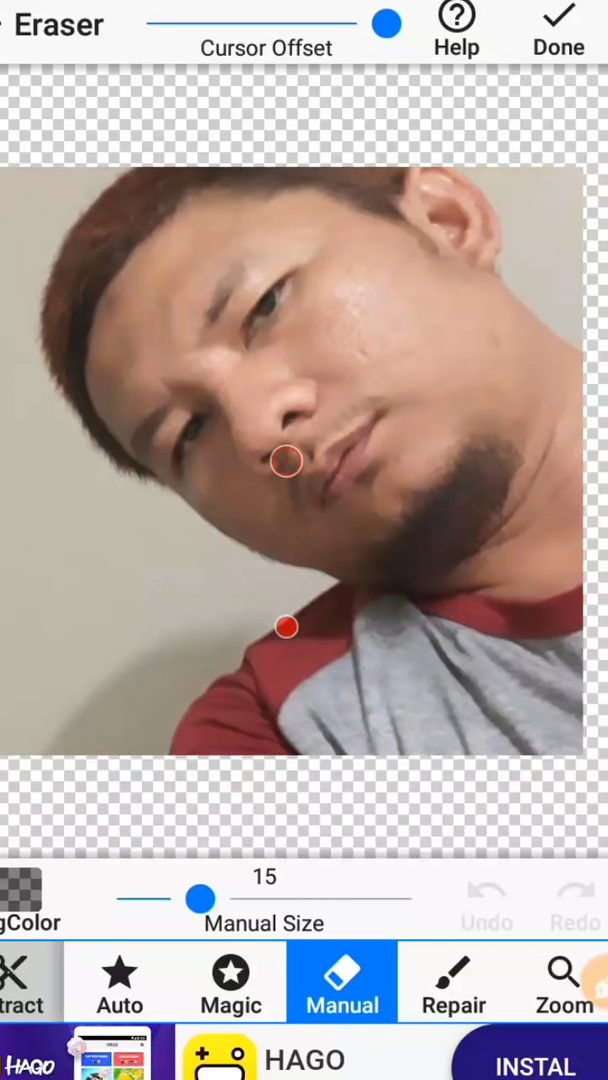 Eraser
Cursor Offset
Help
Done
15
Manual Size
gColor
Undo
Redo
tract
Auto
Magic
Manual
Repair
Zoom
HAGO
HAGO
INSTAL